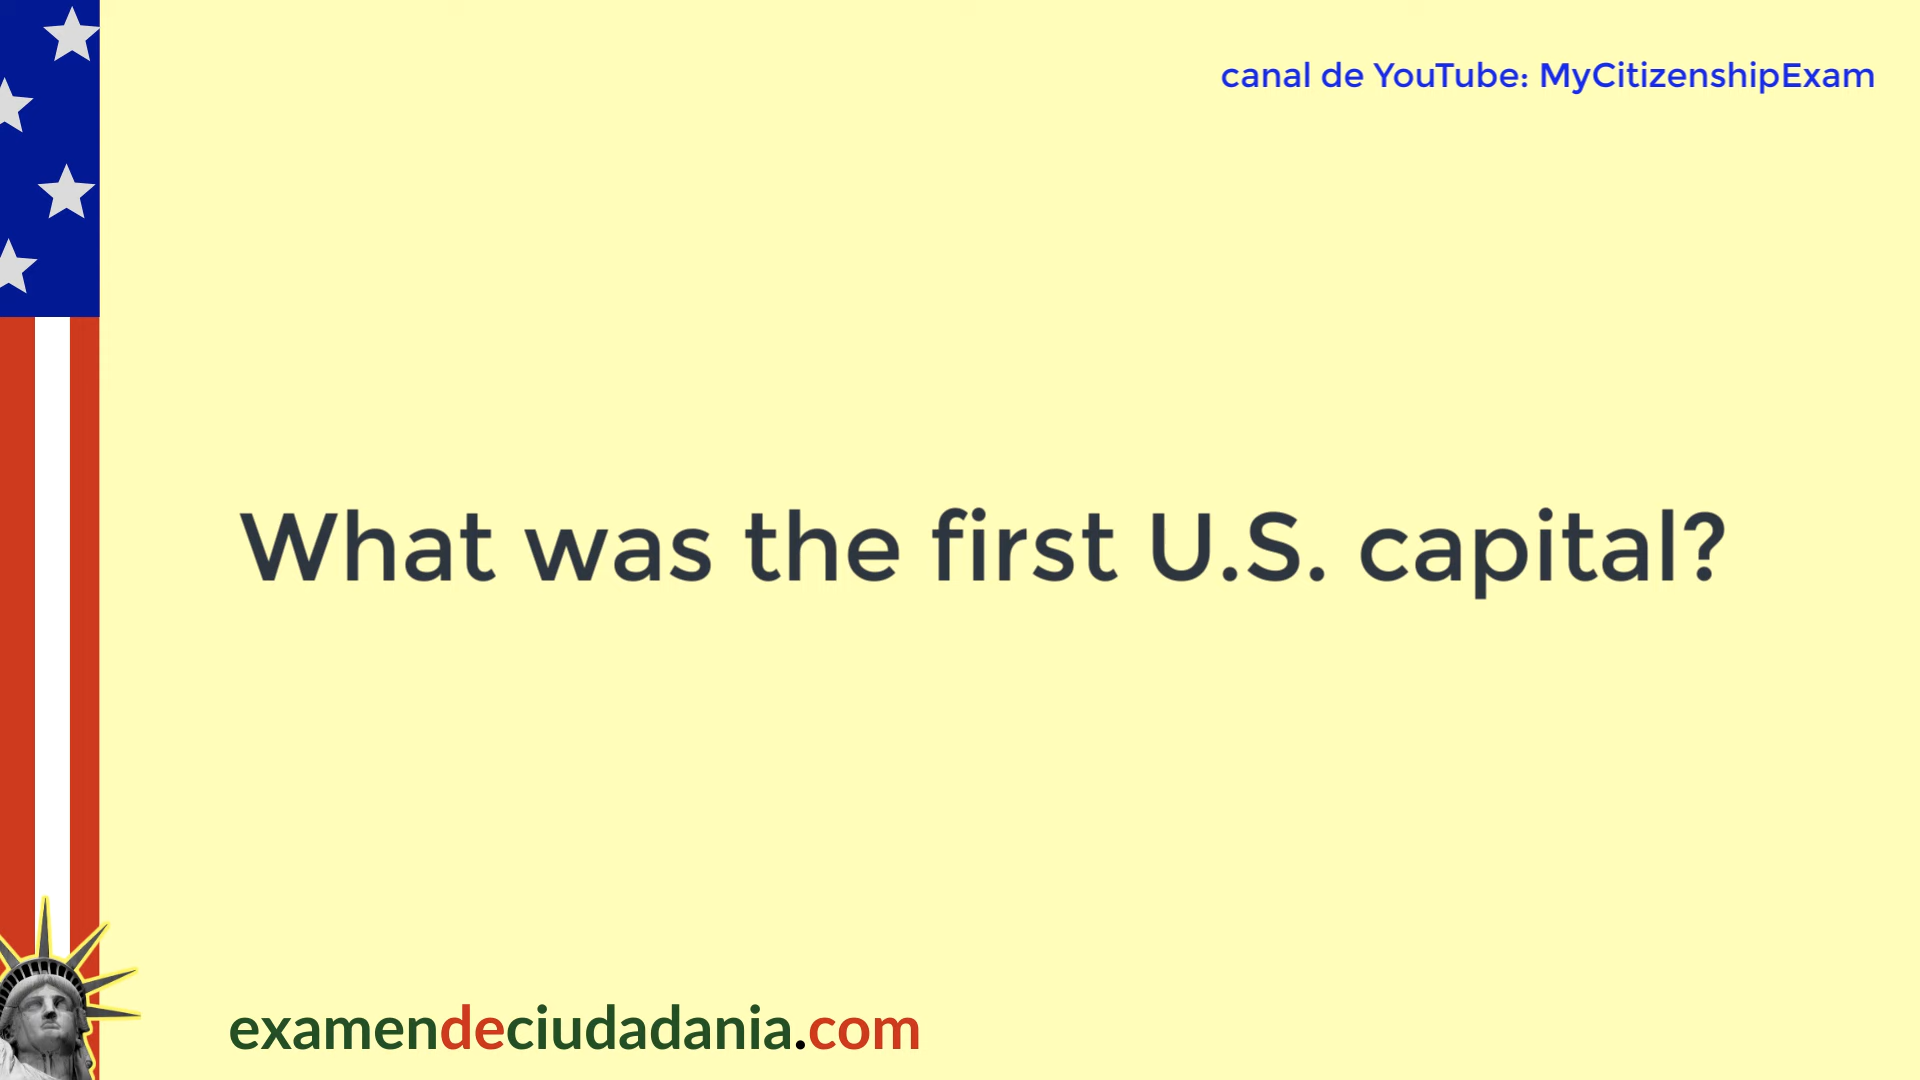 canal de YouTube: MyCitizenshipExam
What was the first U.S. capital?
examendeciudadania.com